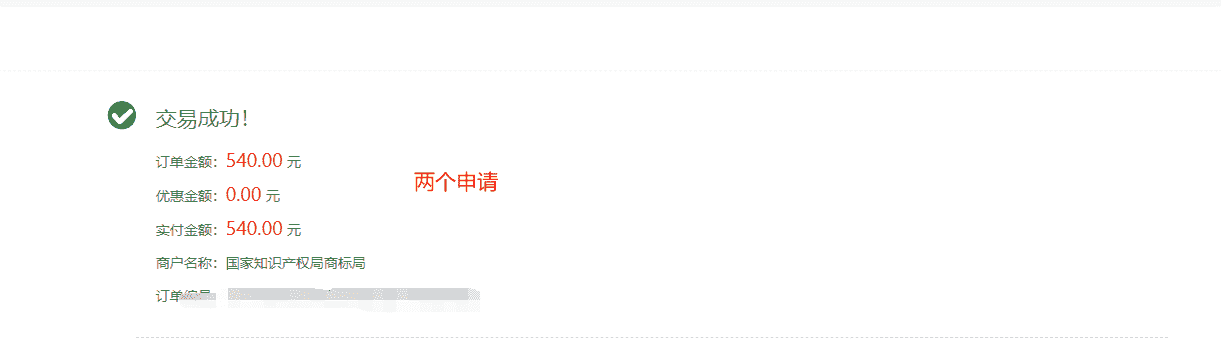 交易成功!
订单金额: 540.00 元
两个申请
优惠金额: 0.00 元
实付金额: 540.00 元
商户名称: 国家知识产权局商标局
订单编号